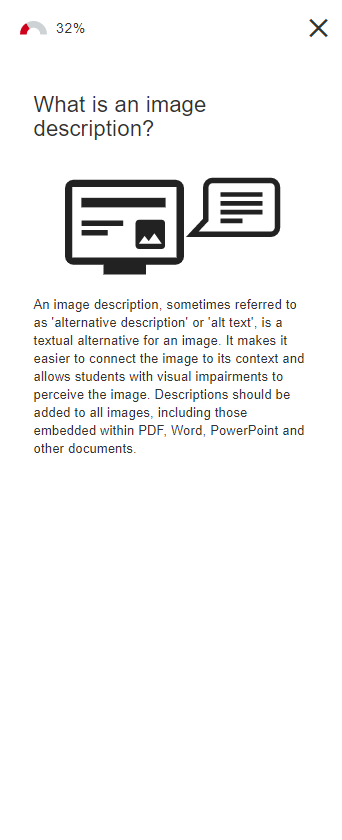 32%
What is an image
description?
An image description, sometimes referred to
as 'alternative description' or 'alt text', is a
textual alternative for an image. It makes it
easier to connect the image to its context and
allows students with visual impairments to
perceive the image. Descriptions should be
added to all images, including those
embedded within PDF, Word, PowerPoint and
other documents.